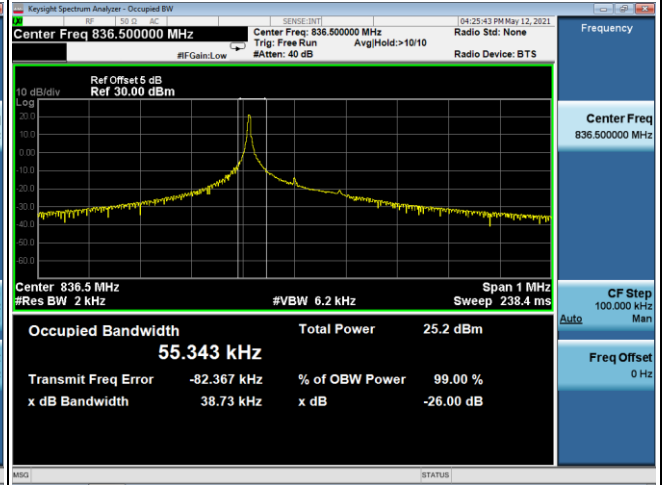 Keysight Spectrum Analyzer - Occupied BW
RF 50 Ω AC SENSE:INT 04:25:43 PM May 12, 2021
Center Freq 836.500000 MHz
Center Freq: 836.500000 MHz
Radio Std: None
Trig: Free Run Avg|Hold:>10/10
#IFGain:Low #Atten: 40 dB Radio Device: BTS
Frequency
Ref Offset 5 dB
10 dB/div Ref 30.00 dBm
Log
20.0
10.0
0.00
-10.0
-20.0
-30.0
-40.0
-60.0
Center 836.5 MHz Span 1 MHz
#Res BW 2 kHz #VBW 6.2 kHz Sweep 238.4 ms
Occupied Bandwidth Total Power 25.2 dBm
55.343 kHz
Transmit Freq Error -82.367 kHz % of OBW Power 99.00 %
x dB Bandwidth 38.73 kHz x dB -26.00 dB
Center Freq
836.500000 MHz
CF Step
100.000 kHz
Auto Man
Freq Offset
0 Hz
MSG STATUS